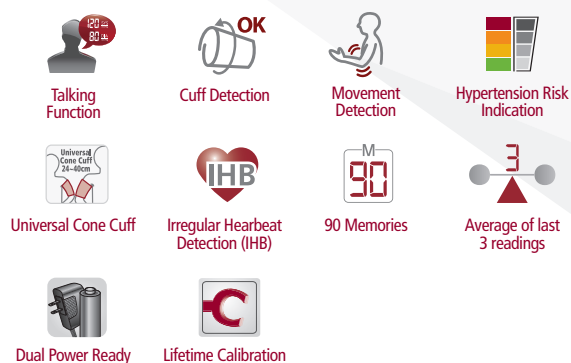 120
80
Talking
Function
OK
Cuff Detection
Movement
Detection
Hypertension Risk
Indication
Universal
Cone Cuff
24~40cm
Universal Cone Cuff
IHB
Irregular Hearbeat
Detection (IHB)
M
90
90 Memories
3
Average of last
3 readings
Dual Power Ready
C
Lifetime Calibration